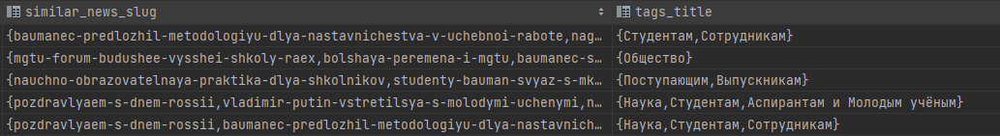 similar_news_slug tags_title
{baumanec-predlozhil-metodologiyu-dlya-nastavnichestva-v-uchebnoi-rabote,nag… {Студентам,Сотрудникам}
{mgtu-forum-budushee-vysshei-shkoly-raex,bolshaya-peremena-i-mgtu,baumanec-s… {Общество}
{nauchno-obrazovatelnaya-praktika-dlya-shkolnikov,studenty-bauman-svyaz-s-mk… {Поступающим,Выпускникам}
{pozdravlyaem-s-dnem-rossii,vladimir-putin-vstretilsya-s-molodymi-uchenymi,n… {Наука,Студентам,Аспирантам и Молодым учёным}
{pozdravlyaem-s-dnem-rossii,baumanec-predlozhil-metodologiyu-dlya-nastavnich… {Наука,Студентам,Сотрудникам}